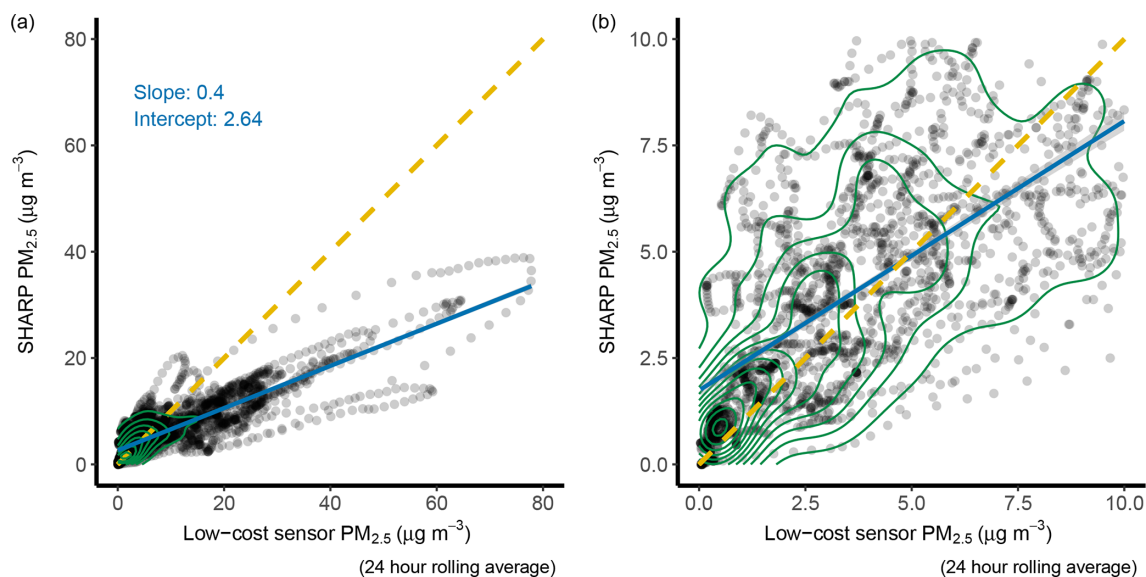 (a)
80
60
40
20
0
SHARP PM₂.₅ (µg m⁻³)
Slope: 0.4
Intercept: 2.64
0 20 40 60 80
Low−cost sensor PM₂.₅ (µg m⁻³)
(24 hour rolling average)
(b)
10.0
7.5
5.0
2.5
0.0
SHARP PM₂.₅ (µg m⁻³)
0.0 2.5 5.0 7.5 10.0
Low−cost sensor PM₂.₅ (µg m⁻³)
(24 hour rolling average)